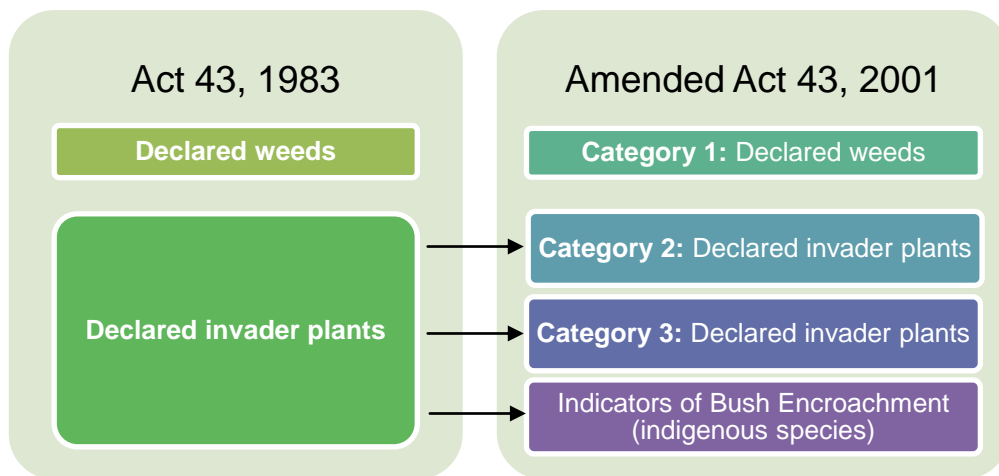 Act 43, 1983
Declared weeds
Declared invader plants
Amended Act 43, 2001
Category 1: Declared weeds
Category 2: Declared invader plants
Category 3: Declared invader plants
Indicators of Bush Encroachment
(indigenous species)